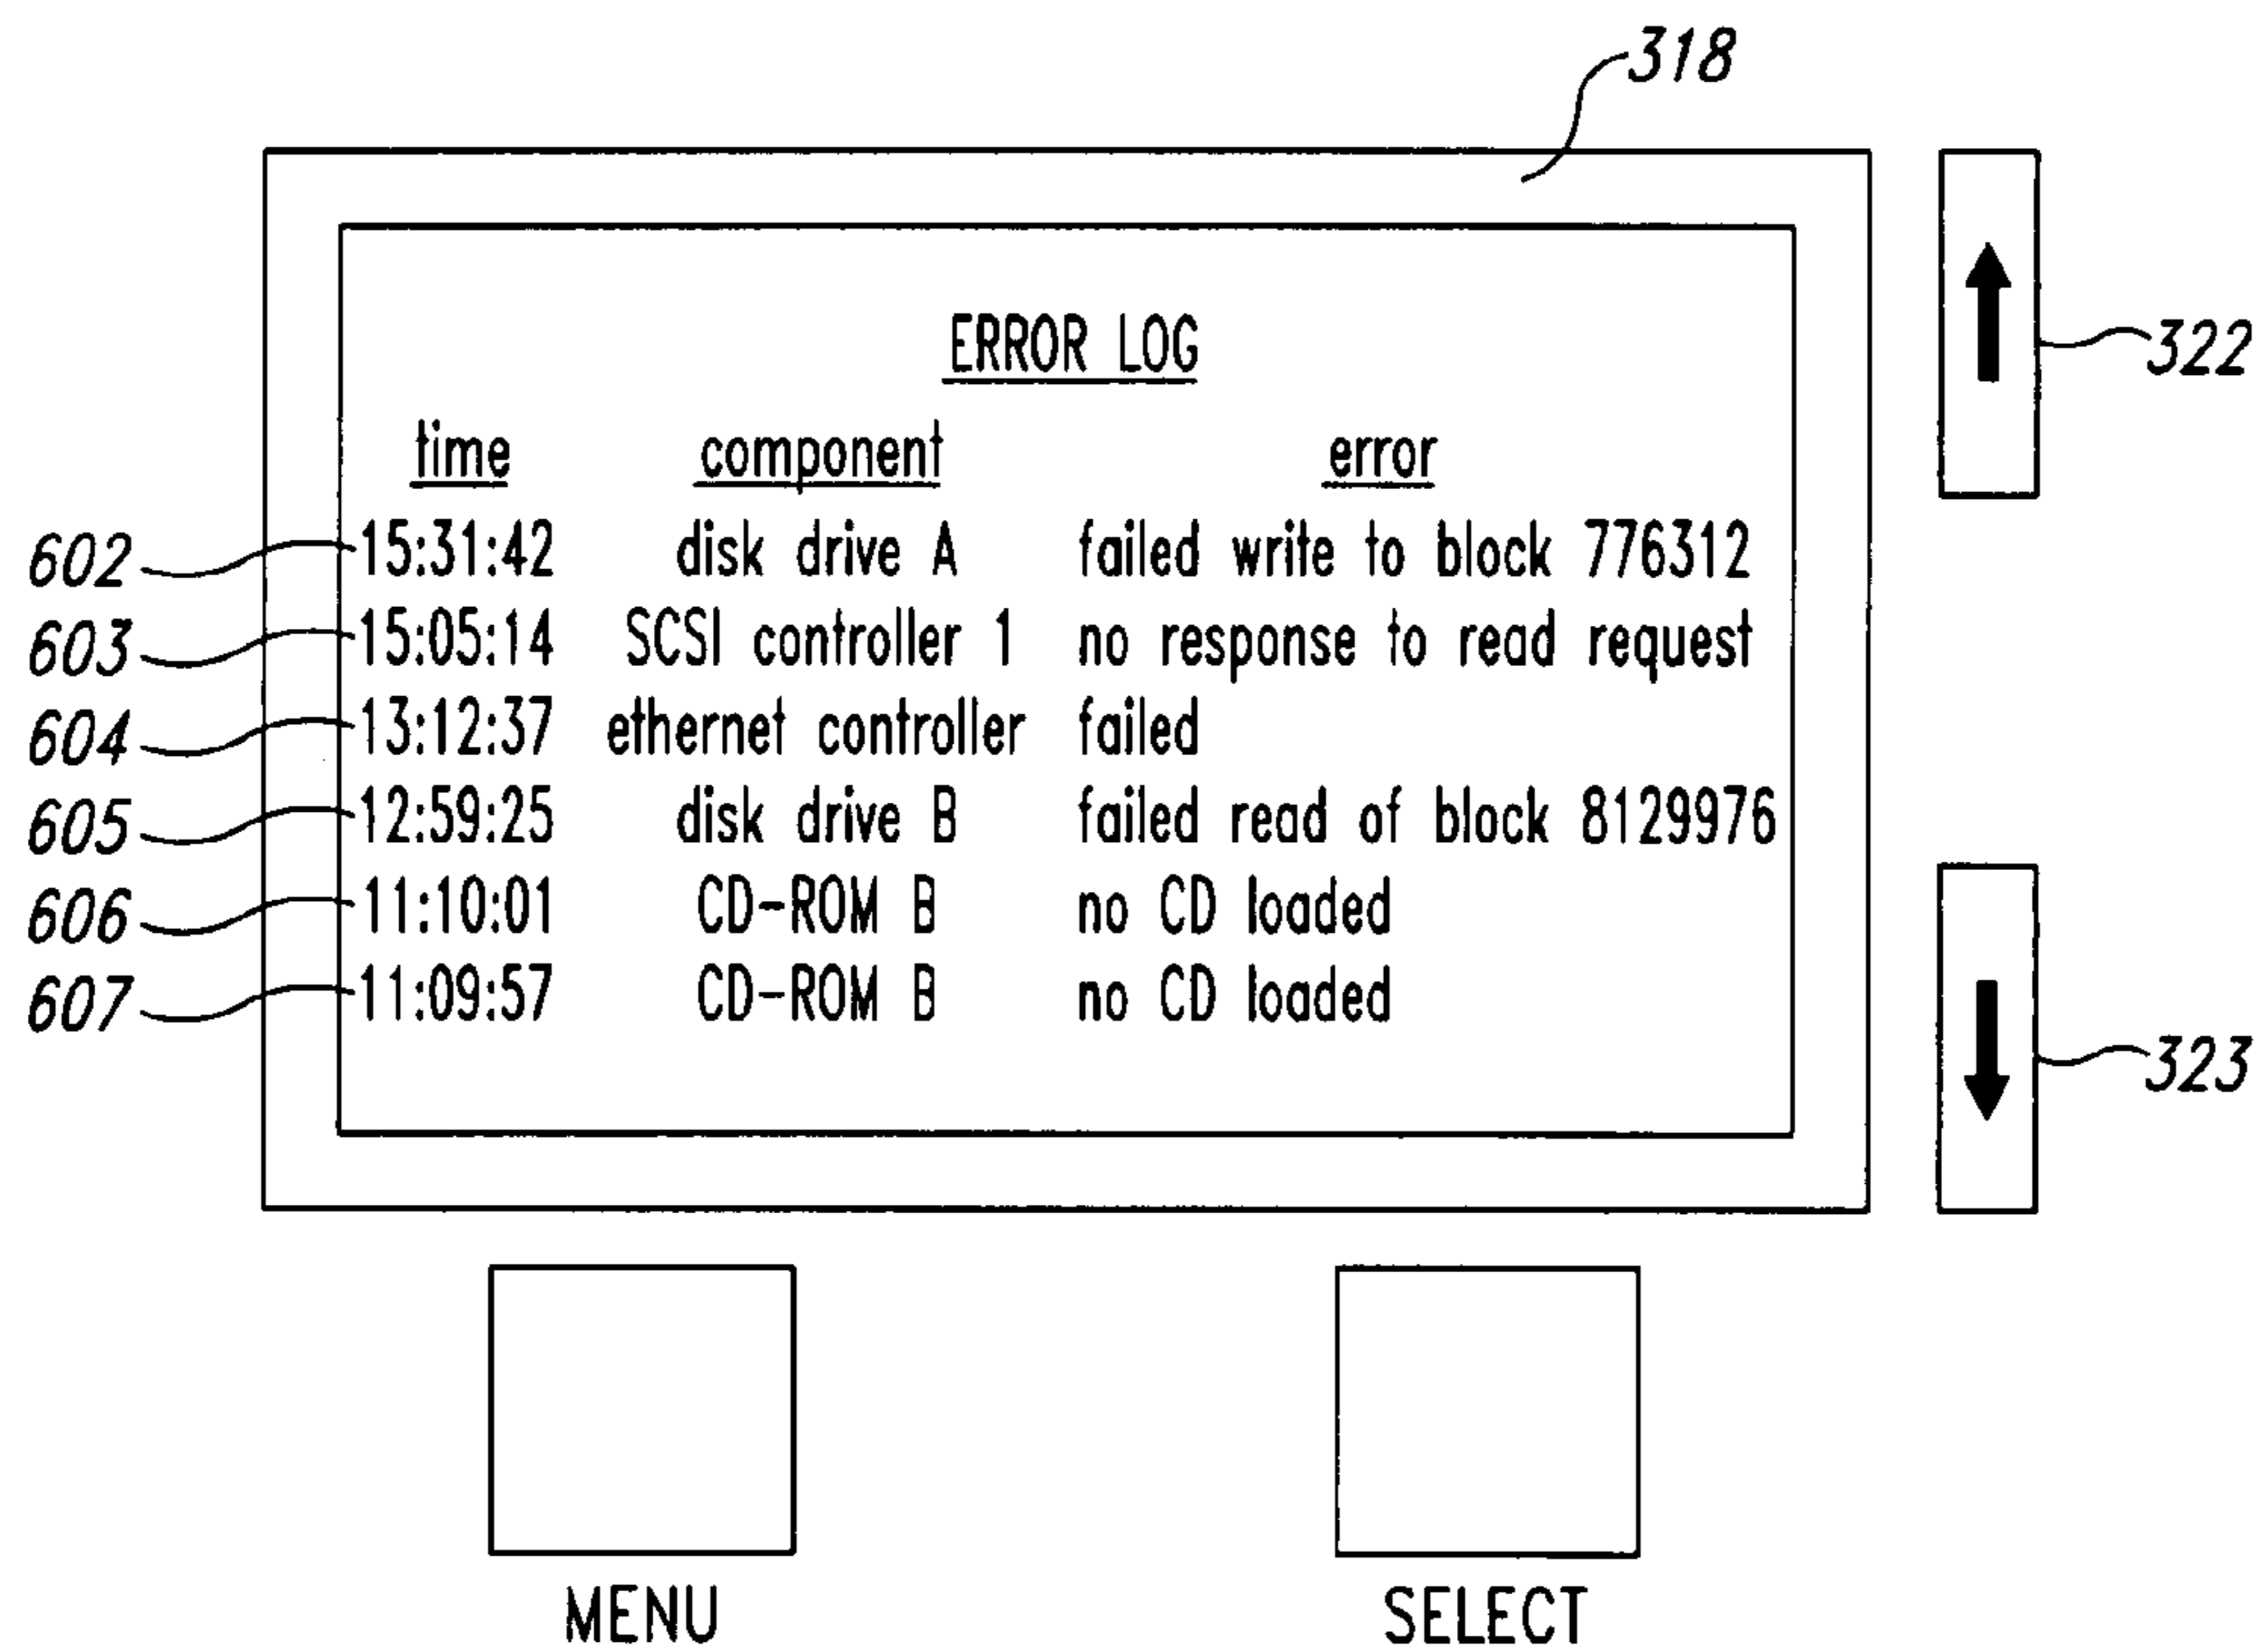 318
ERROR LOG
322
time component error
602 15:31:42 disk drive A failed write to block 776312
603 15:05:14 SCSI controller 1 no response to read request
604 13:12:37 ethernet controller failed
605 12:59:25 disk drive B failed read of block 8129976
606 11:10:01 CD-ROM B no CD loaded
607 11:09:57 CD-ROM B no CD loaded
323
MENU SELECT